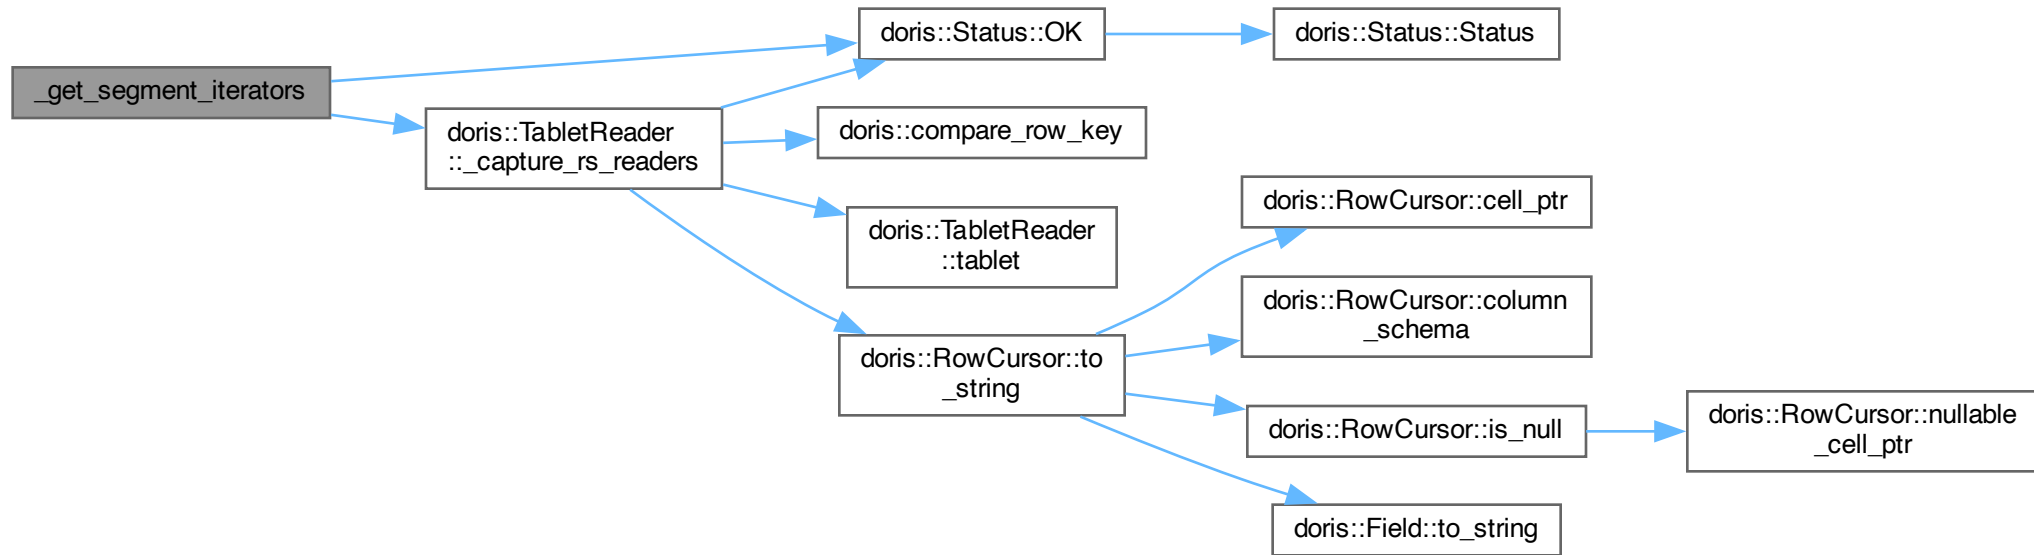 _get_segment_iterators
doris::Status::OK
doris::Status::Status
doris::TabletReader
::_capture_rs_readers
doris::compare_row_key
doris::TabletReader
::tablet
doris::RowCursor::to
_string
doris::RowCursor::cell_ptr
doris::RowCursor::column
_schema
doris::RowCursor::is_null
doris::RowCursor::nullable
_cell_ptr
doris::Field::to_string